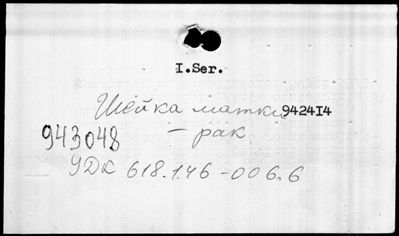 I.Ser.
Шейка матки 942414
943048 – рак
УДК 618.146-006.6